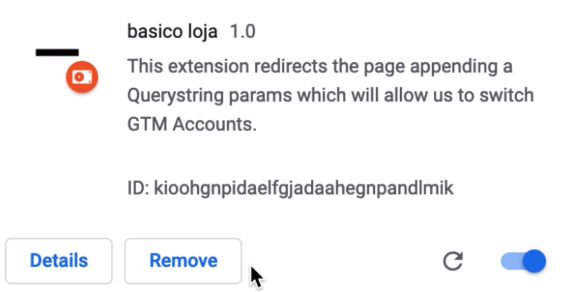 basico loja 1.0
This extension redirects the page appending a
Querystring params which will allow us to switch
GTM Accounts.
ID: kioohgnpidaelfgjadaahegnpandlmik
Details Remove